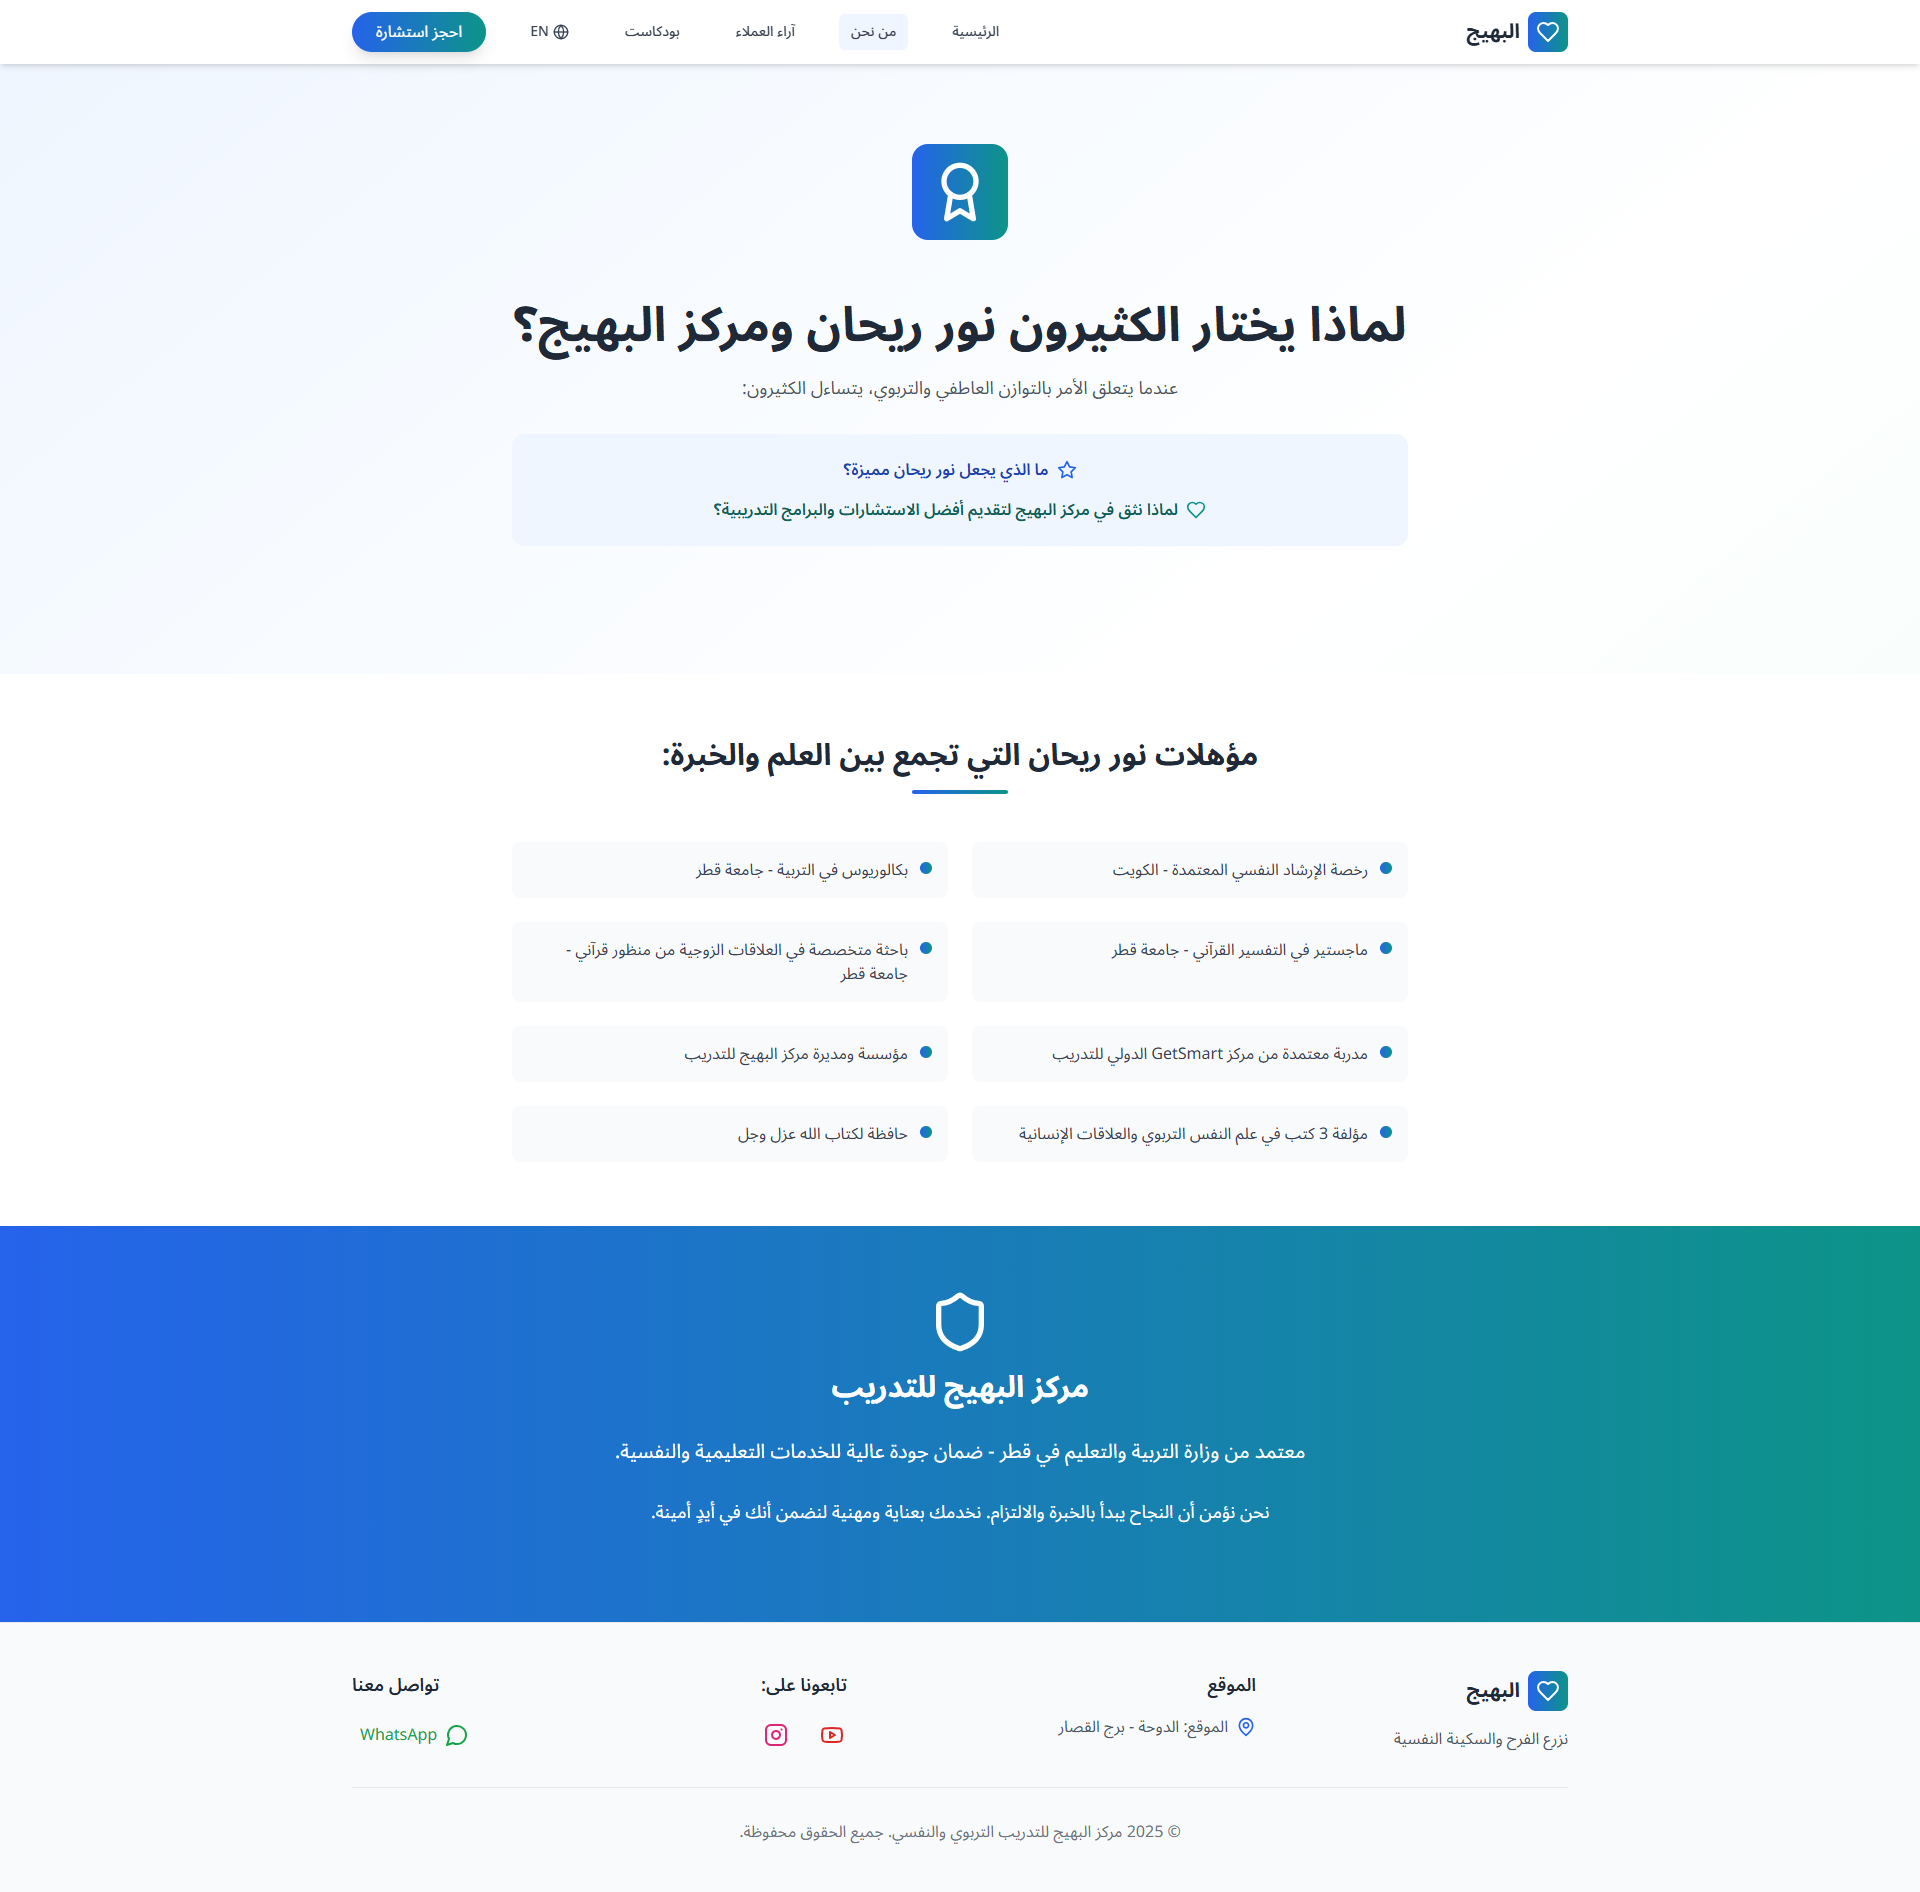 البهيج
الرئيسية
من نحن
آراء العملاء
بودكاست
EN
احجز استشارة
لماذا يختار الكثيرون نور ريحان ومركز البهيج؟
عندما يتعلق الأمر بالتوازن العاطفي والتربوي، يتساءل الكثيرون:
ما الذي يجعل نور ريحان مميزة؟
لماذا نثق في مركز البهيج لتقديم أفضل الاستشارات والبرامج التدريبية؟
مؤهلات نور ريحان التي تجمع بين العلم والخبرة:
رخصة الإرشاد النفسي المعتمدة - الكويت
بكالوريوس في التربية - جامعة قطر
ماجستير في التفسير القرآني - جامعة قطر
باحثة متخصصة في العلاقات الزوجية من منظور قرآني -
جامعة قطر
مدربة معتمدة من مركز GetSmart الدولي للتدريب
مؤسسة ومديرة مركز البهيج للتدريب
مؤلفة 3 كتب في علم النفس التربوي والعلاقات الإنسانية
حافظة لكتاب الله عزل وجل
مركز البهيج للتدريب
معتمد من وزارة التربية والتعليم في قطر - ضمان جودة عالية للخدمات التعليمية والنفسية.
نحن نؤمن أن النجاح يبدأ بالخبرة والالتزام. نخدمك بعناية ومهنية لنضمن أنك في أيدٍ أمينة.
البهيج
نزرع الفرح والسكينة النفسية
الموقع
الموقع: الدوحة - برج القصار
تابعونا على:
تواصل معنا
WhatsApp
© 2025 مركز البهيج للتدريب التربوي والنفسي. جميع الحقوق محفوظة.